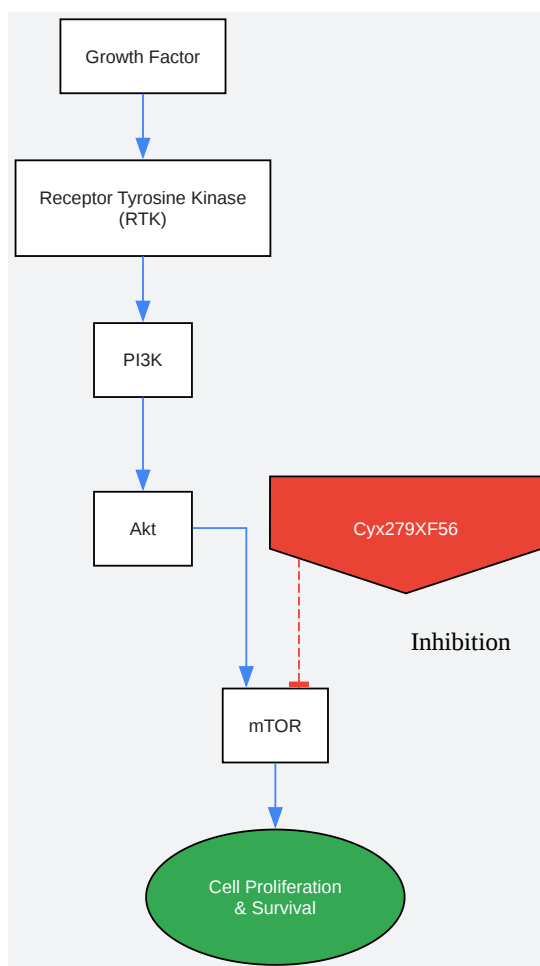 Growth Factor
Receptor Tyrosine Kinase
(RTK)
PI3K
Akt
Cyx279XF56
Inhibition
mTOR
Cell Proliferation
& Survival